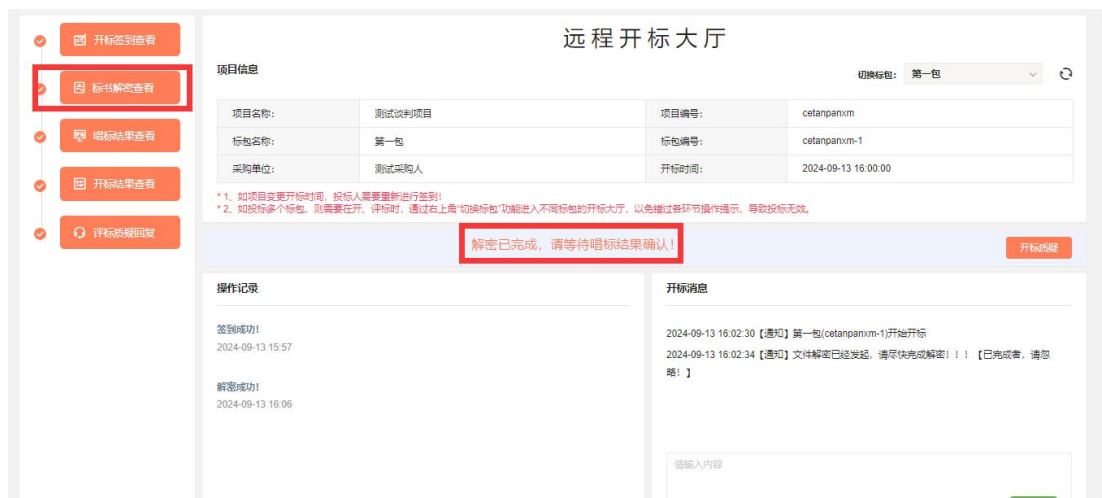 开标签到查看
标书解密查看
唱标结果查看
开标结果查看
评标质疑回复
远程开标大厅
项目信息
切换标包： 第一包
项目名称： 测试谈判项目 项目编号： cetanpanxm
标包名称： 第一包 标包编号： cetanpanxm-1
采购单位： 测试采购人 开标时间： 2024-09-13 16:00:00
* 1、如项目变更开标时间，投标人需要重新进行签到！
* 2、如投标多个标包，则需要在开、评标时，通过右上角“切换标包”功能进入不同标包的开标大厅，以免错过各环节操作提示，导致投标无效。
解密已完成，请等待唱标结果确认！
开标质疑
操作记录
签到成功！
2024-09-13 15:57
解密成功！
2024-09-13 16:06
开标消息
2024-09-13 16:02:30【通知】第一包(cetanpanxm-1)开始开标
2024-09-13 16:02:34【通知】文件解密已经发起，请尽快完成解密！！！【已完成者，请忽
略！】
请输入内容